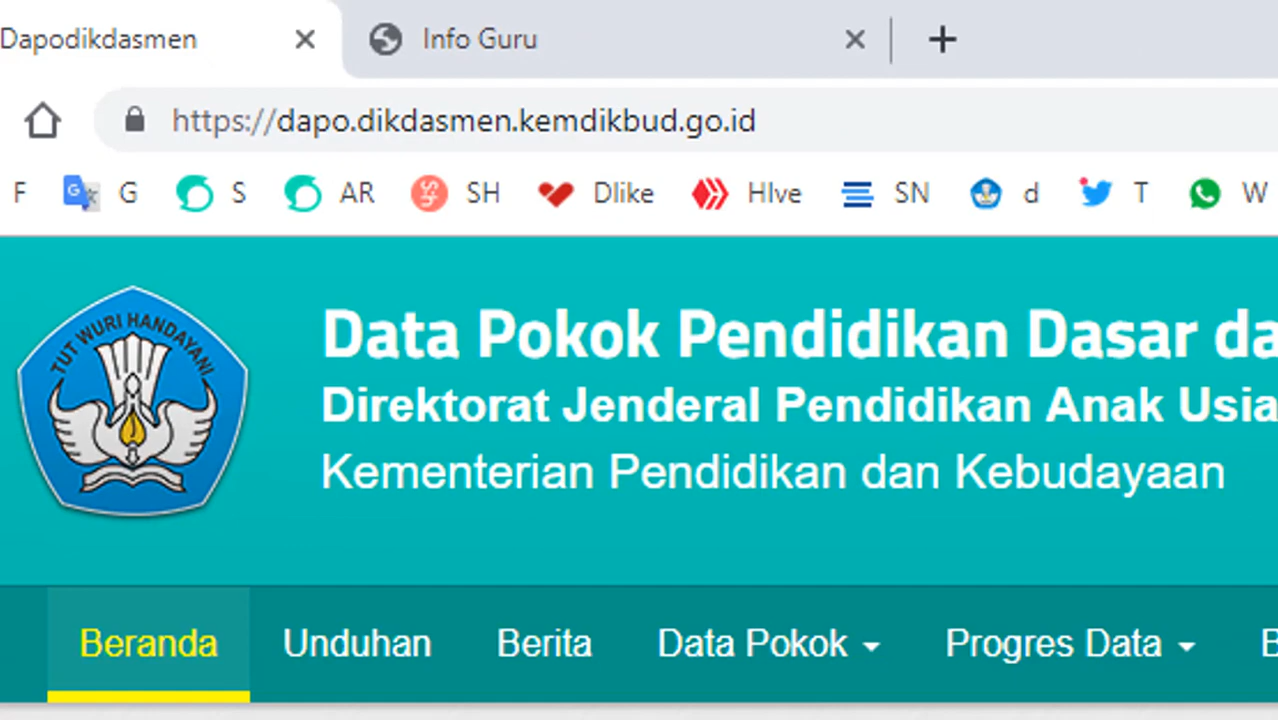 Dapodikdasmen Info Guru
https://dapo.dikdasmen.kemdikbud.go.id
F G S AR SH Dlike HIve SN d T W
TUT WURI HANDAYANI
Data Pokok Pendidikan Dasar da
Direktorat Jenderal Pendidikan Anak Usia
Kementerian Pendidikan dan Kebudayaan
Beranda Unduhan Berita Data Pokok Progres Data